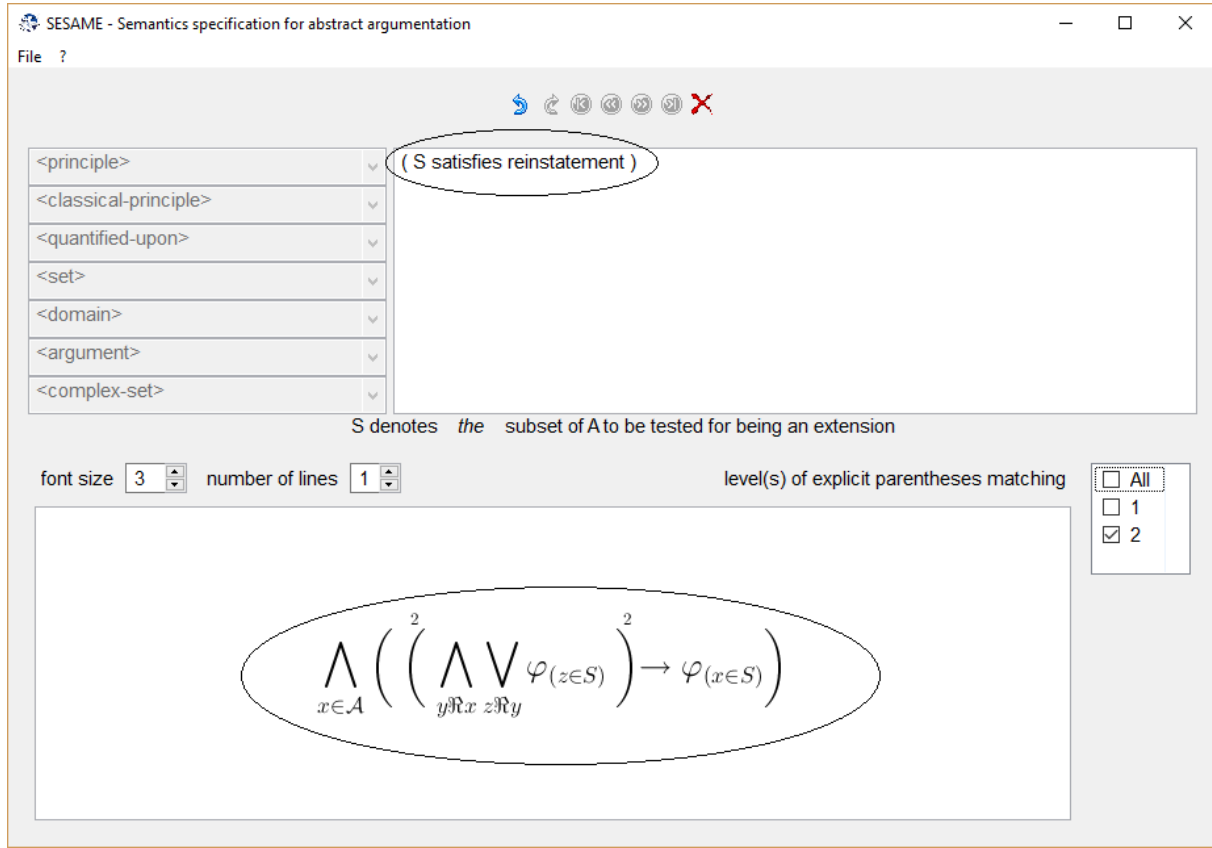 SESAME - Semantics specification for abstract argumentation
File ?
<principle> ( S satisfies reinstatement )
<classical-principle>
<quantified-upon>
<set>
<domain>
<argument>
<complex-set>
S denotes the subset of A to be tested for being an extension
font size 3 number of lines 1 level(s) of explicit parentheses matching
All
1
2
⋀_{x∈𝒜} ( (^2 ⋀_{yℜx} ⋁_{zℜy} φ_{(z∈S)} )^2 → φ_{(x∈S)} )